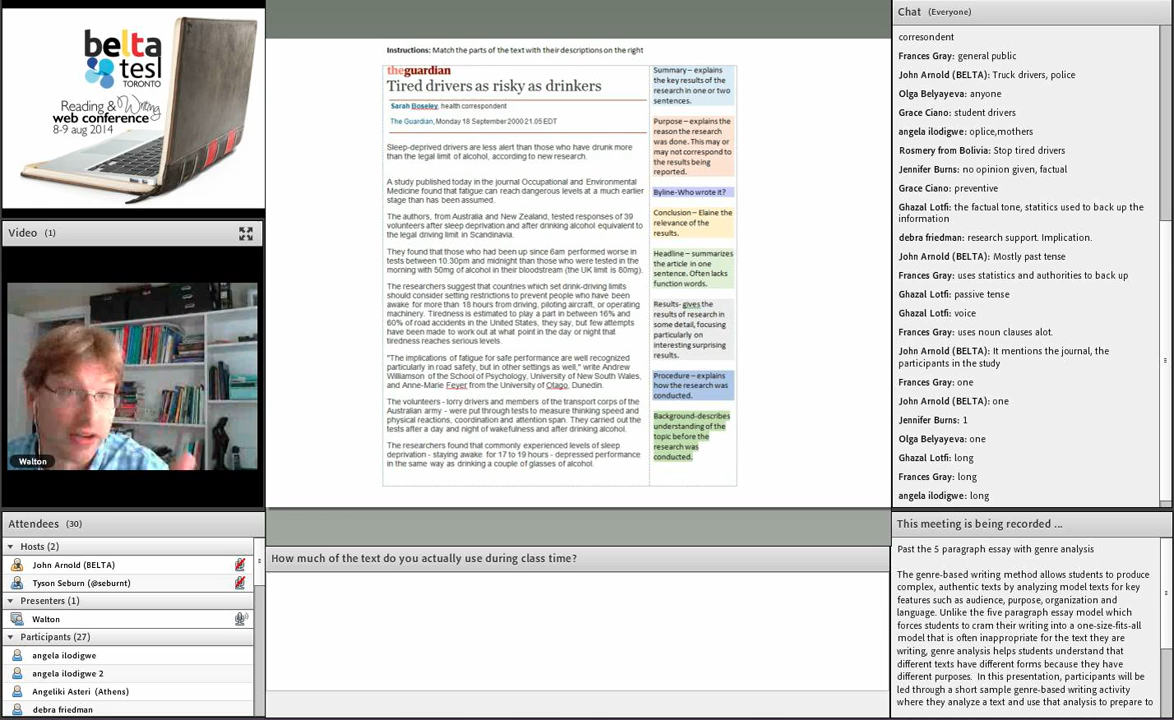 belta
tesl
TORONTO
Reading &
Writing
web conference
8-9 aug 2014
Video (1)
Walton
Attendees (30)
Hosts (2)
John Arnold (BELTA)
Tyson Seburn (@seburnt)
Presenters (1)
Walton
Participants (27)
angela ilodigwe
angela ilodigwe 2
Angeliki Asteri (Athens)
debra friedman
Instructions: Match the parts of the text with their descriptions on the right
theguardian
Tired drivers as risky as drinkers
Sarah Boseley, health correspondent
The Guardian, Monday 18 September 2000 21.05 EDT
Sleep-deprived drivers are less alert than those who have drunk more
than the legal limit of alcohol, according to new research.
A study published today in the journal Occupational and Environmental
Medicine found that fatigue can reach dangerous levels at a much earlier
stage than has been assumed.
The authors, from Australia and New Zealand, tested responses of 39
volunteers after sleep deprivation and after drinking alcohol equivalent to
the legal driving limit in Scandinavia.
They found that those who had been up since 6am performed worse in
tests between 10.30pm and midnight than those who were tested in the
morning with 50mg of alcohol in their bloodstream (the UK limit is 80mg).
The researchers suggest that countries which set drink-driving limits
should consider setting restrictions to prevent people who have been
awake for more than 18 hours from driving, piloting aircraft, or operating
machinery. Tiredness is estimated to play a part in between 16% and
60% of road accidents in the United States, they say, but few attempts
have been made to work out at what point in the day or night that
tiredness reaches serious levels.
"The implications of fatigue for safe performance are well recognized
particularly in road safety, but in other settings as well," write Andrew
Williamson of the School of Psychology, University of New South Wales,
and Anne-Marie Feyer from the University of Otago, Dunedin.
The volunteers - lorry drivers and members of the transport corps of the
Australian army - were put through tests to measure thinking speed and
physical reactions, coordination and attention span. They carried out the
tests after a day and night of wakefulness and after drinking alcohol.
The researchers found that commonly experienced levels of sleep
deprivation - staying awake for 17 to 19 hours - depressed performance
in the same way as drinking a couple of glasses of alcohol.
Summary – explains
the key results of the
research in one or two
sentences.
Purpose – explains the
reason the research
was done. This may or
may not correspond to
the results being
reported.
Byline-Who wrote it?
Conclusion – Elaine the
relevance of the
results.
Headline – summarizes
the article in one
sentence. Often lacks
function words.
Results- gives the
results of research in
some detail, focusing
particularly on
interesting surprising
results.
Procedure – explains
how the research was
conducted.
Background-describes
understanding of the
topic before the
research was
conducted.
How much of the text do you actually use during class time?
Chat (Everyone)
corresondent
Frances Gray: general public
John Arnold (BELTA): Truck drivers, police
Olga Belyayeva: anyone
Grace Ciano: student drivers
angela ilodigwe: oplice,mothers
Rosmery from Bolivia: Stop tired drivers
Jennifer Burns: no opinion given, factual
Grace Ciano: preventive
Ghazal Lotfi: the factual tone, statitics used to back up the
information
debra friedman: research support. Implication.
John Arnold (BELTA): Mostly past tense
Frances Gray: uses statistics and authorities to back up
Ghazal Lotfi: passive tense
Ghazal Lotfi: voice
Frances Gray: uses noun clauses alot.
John Arnold (BELTA): It mentions the journal, the
participants in the study
Frances Gray: one
John Arnold (BELTA): one
Jennifer Burns: 1
Olga Belyayeva: one
Ghazal Lotfi: long
Frances Gray: long
angela ilodigwe: long
This meeting is being recorded ...
Past the 5 paragraph essay with genre analysis
The genre-based writing method allows students to produce
complex, authentic texts by analyzing model texts for key
features such as audience, purpose, organization and
language. Unlike the five paragraph essay model which
forces students to cram their writing into a one-size-fits-all
model that is often inappropriate for the text they are
writing, genre analysis helps students understand that
different texts have different forms because they have
different purposes. In this presentation, participants will be
led through a short sample genre-based writing activity
where they analyze a text and use that analysis to prepare to